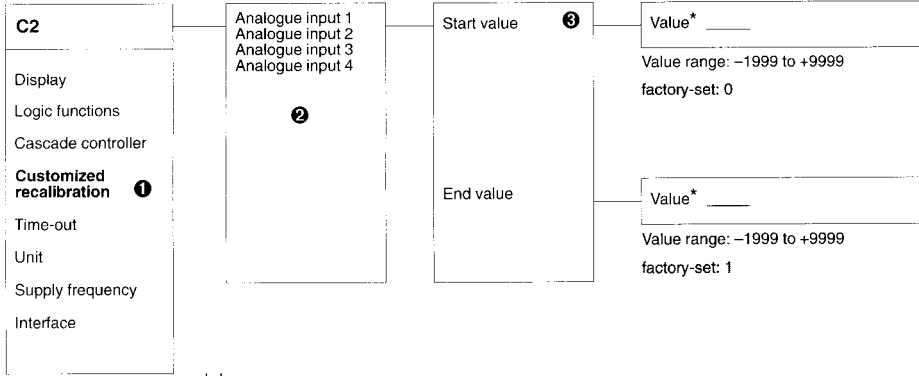 C2
Display
Logic functions
Cascade controller
Customized
recalibration ❶
Time-out
Unit
Supply frequency
Interface
Analogue input 1
Analogue input 2
Analogue input 3
Analogue input 4
❷
Start value ❸
End value
Value* ____
Value range: –1999 to +9999
factory-set: 0
Value* ____
Value range: –1999 to +9999
factory-set: 1